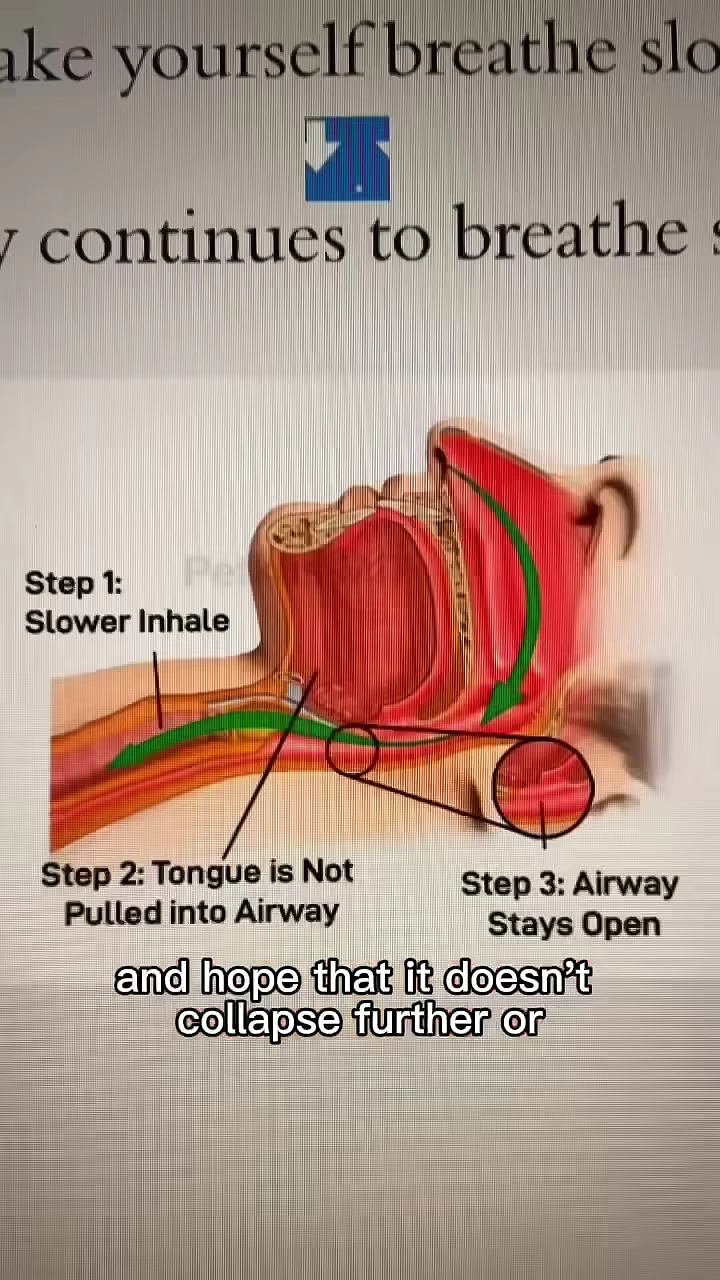 ake yourself breathe slo
y continues to breathe s
Step 1:
Slower Inhale
Step 2: Tongue is Not
Pulled into Airway
Step 3: Airway
Stays Open
and hope that it doesn't
collapse further or